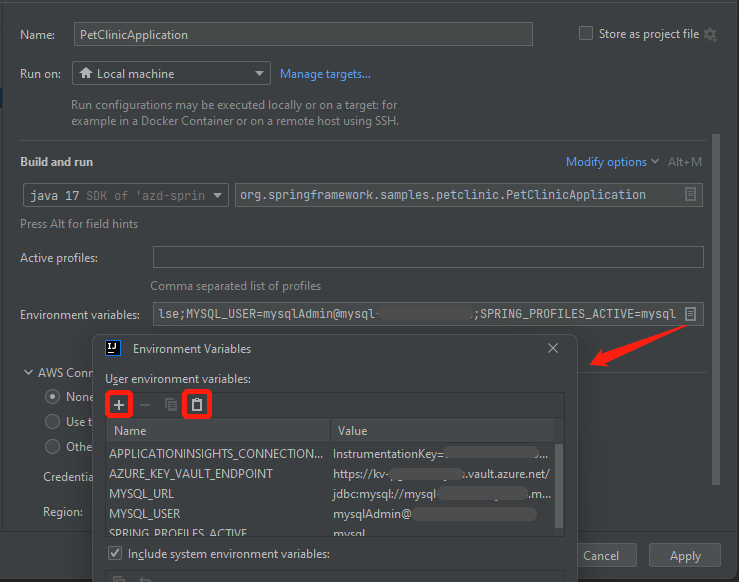 Name: PetClinicApplication Store as project file
Run on: Local machine Manage targets...
Run configurations may be executed locally or on a target: for
example in a Docker Container or on a remote host using SSH.
Build and run Modify options Alt+M
java 17 SDK of 'azd-sprin org.springframework.samples.petclinic.PetClinicApplication
Press Alt for field hints
Active profiles:
Comma separated list of profiles
Environment variables: lse;MYSQL_USER=mysqlAdmin@mysql- ;SPRING_PROFILES_ACTIVE=mysql
IJ Environment Variables
User environment variables:
AWS Conn
None
Use t
Othe
Credentia
Region:
Name Value
APPLICATIONINSIGHTS_CONNECTION... InstrumentationKey= ...
AZURE_KEY_VAULT_ENDPOINT https://kv- .vault.azure.net/
MYSQL_URL jdbc:mysql://mysql- .m...
MYSQL_USER mysqlAdmin@
SPRING_PROFILES_ACTIVE mysql
Include system environment variables:
Cancel Apply